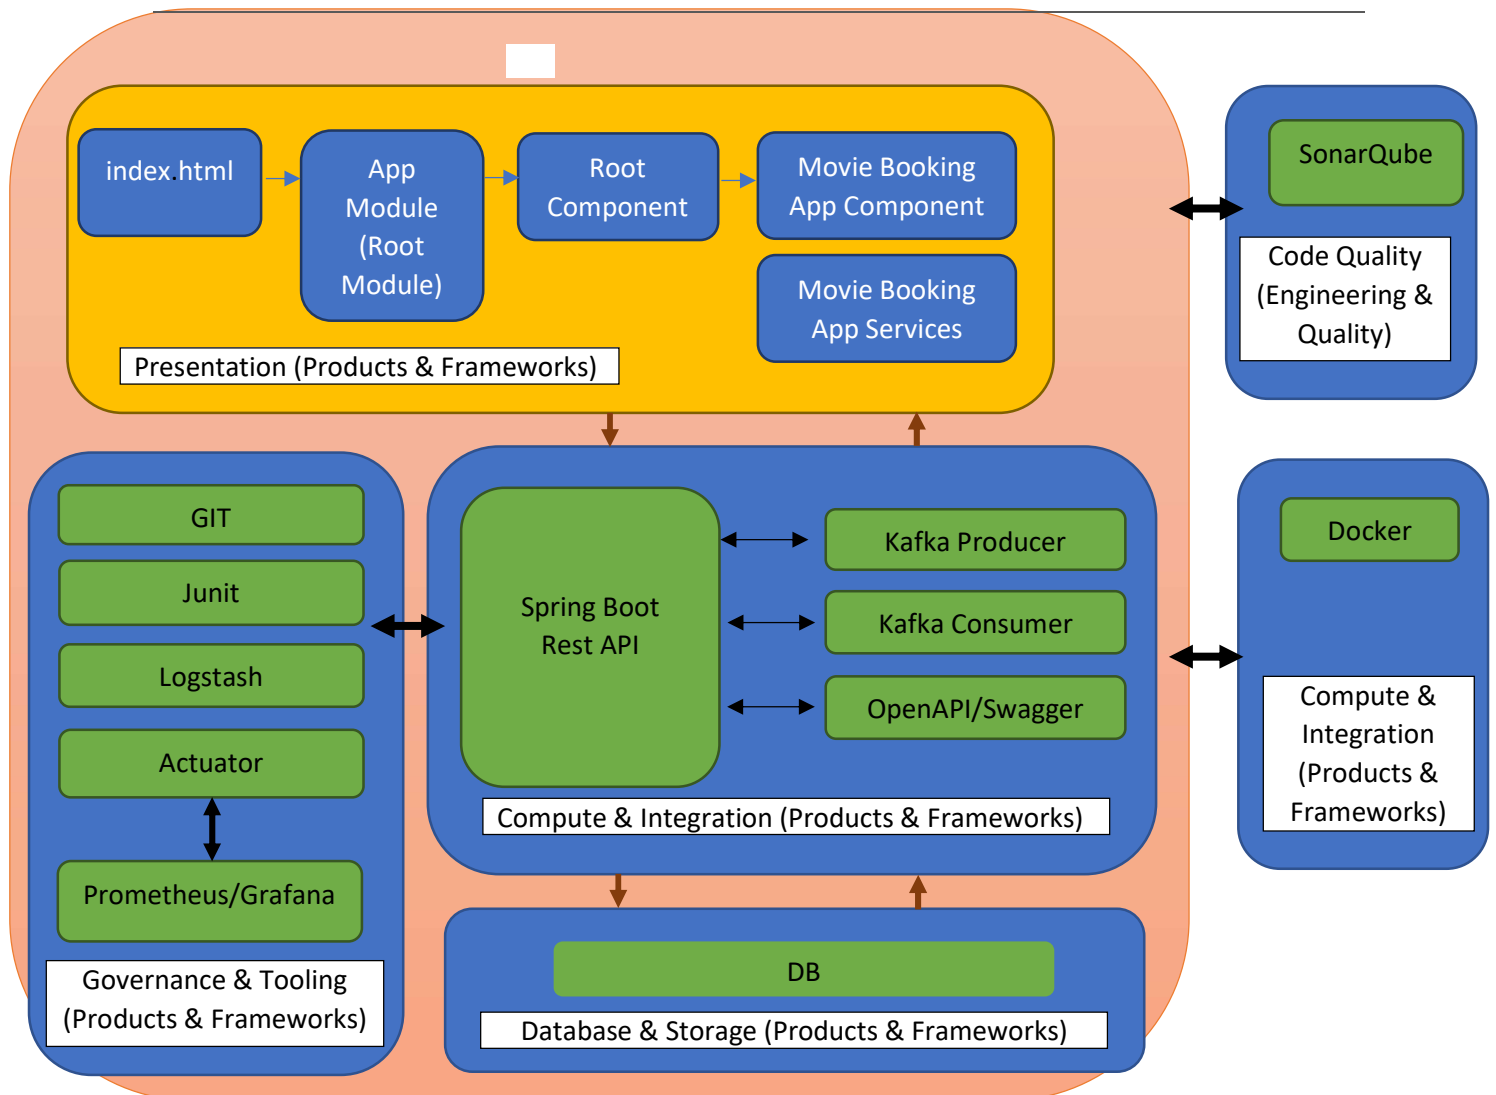 index.html
App
Module
(Root
Module)
Root
Component
Movie Booking
App Component
Movie Booking
App Services
Presentation (Products & Frameworks)
SonarQube
Code Quality
(Engineering &
Quality)
GIT
Junit
Logstash
Actuator
Prometheus/Grafana
Governance & Tooling
(Products & Frameworks)
Spring Boot
Rest API
Kafka Producer
Kafka Consumer
OpenAPI/Swagger
Compute & Integration (Products & Frameworks)
Docker
Compute &
Integration
(Products &
Frameworks)
DB
Database & Storage (Products & Frameworks)